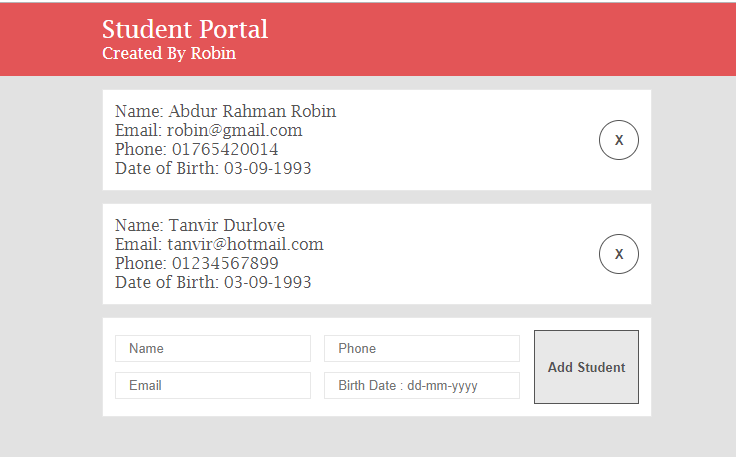 Student Portal
Created By Robin
Name: Abdur Rahman Robin
Email: robin@gmail.com
Phone: 01765420014
Date of Birth: 03-09-1993
X
Name: Tanvir Durlove
Email: tanvir@hotmail.com
Phone: 01234567899
Date of Birth: 03-09-1993
X
Name
Phone
Email
Birth Date : dd-mm-yyyy
Add Student